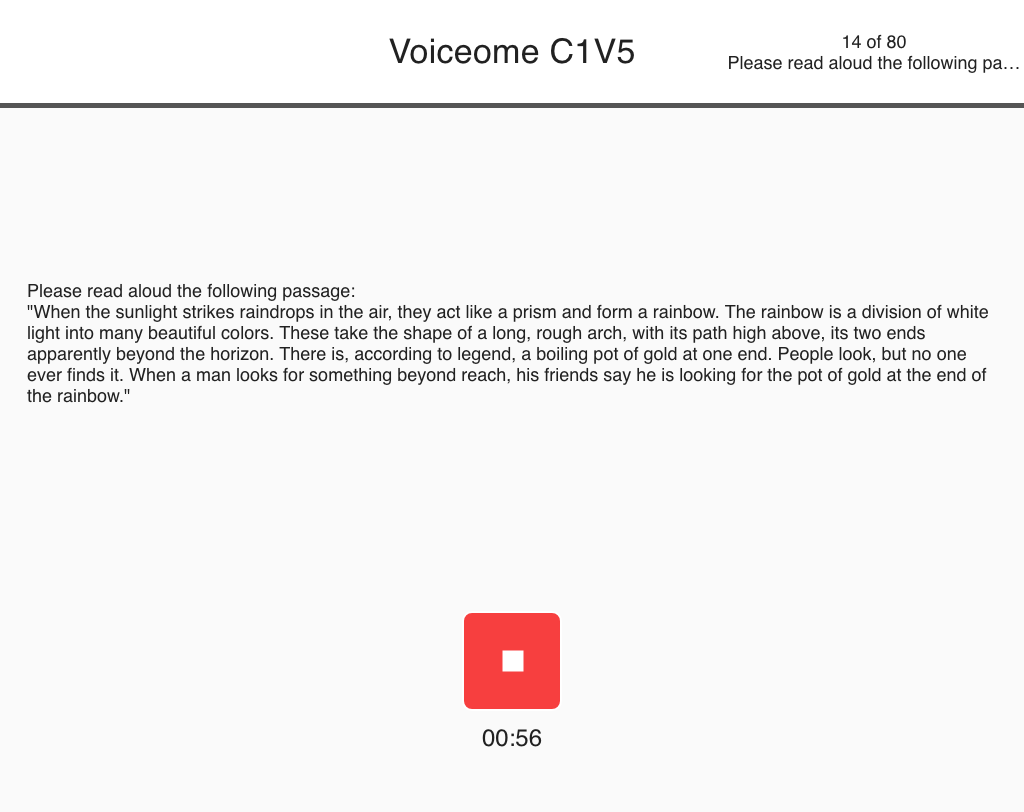 Voiceome C1V5
14 of 80
Please read aloud the following pa…
Please read aloud the following passage:
"When the sunlight strikes raindrops in the air, they act like a prism and form a rainbow. The rainbow is a division of white
light into many beautiful colors. These take the shape of a long, rough arch, with its path high above, its two ends
apparently beyond the horizon. There is, according to legend, a boiling pot of gold at one end. People look, but no one
ever finds it. When a man looks for something beyond reach, his friends say he is looking for the pot of gold at the end of
the rainbow."
00:56